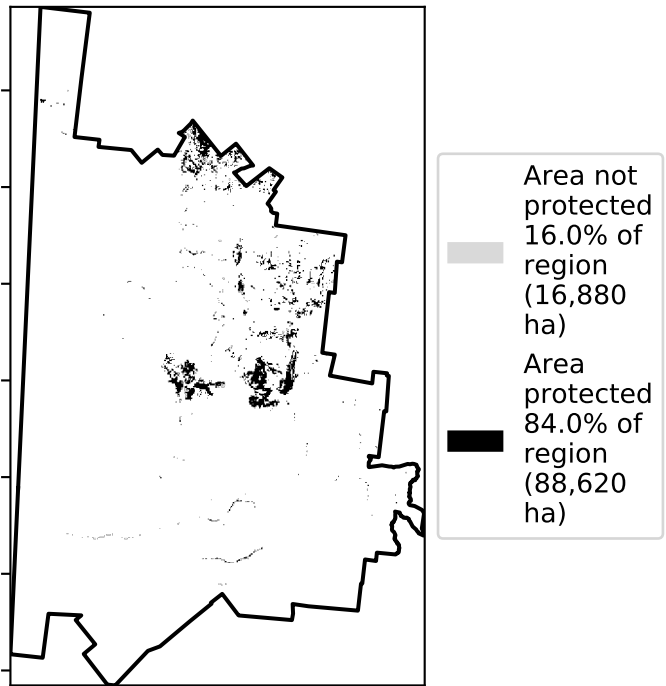 Area not
protected
16.0% of
region
(16,880
ha)
Area
protected
84.0% of
region
(88,620
ha)